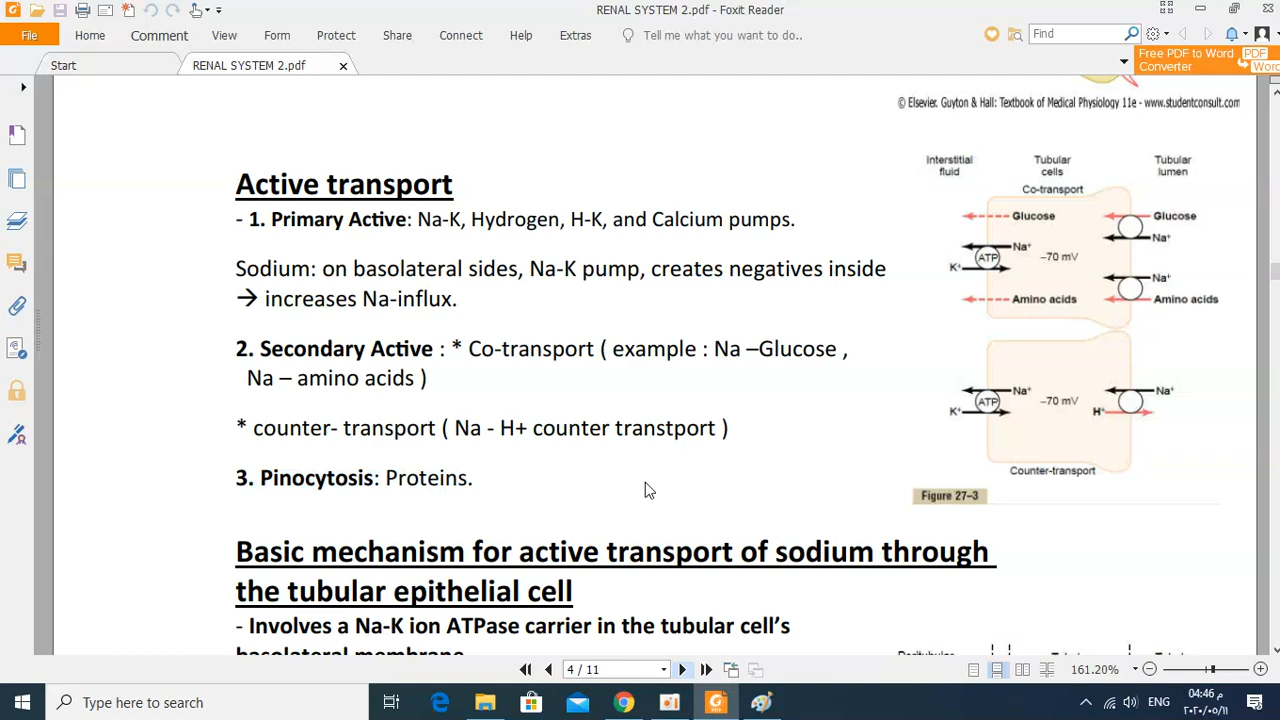 RENAL SYSTEM 2.pdf - Foxit Reader
File Home Comment View Form Protect Share Connect Help Extras Tell me what you want to do.. Find
Start RENAL SYSTEM 2.pdf
Free PDF to Word Converter
PDF
Word
© Elsevier. Guyton & Hall: Textbook of Medical Physiology 11e - www.studentconsult.com
Active transport
- 1. Primary Active: Na-K, Hydrogen, H-K, and Calcium pumps.
Sodium: on basolateral sides, Na-K pump, creates negatives inside
→ increases Na-influx.
2. Secondary Active : * Co-transport ( example : Na –Glucose ,
Na – amino acids )
* counter- transport ( Na - H+ counter transtport )
3. Pinocytosis: Proteins.
Interstitial fluid
Tubular cells
Tubular lumen
Co-transport
Glucose Glucose
Na⁺ Na⁺
ATP –70 mV
K⁺
Na⁺
Amino acids Amino acids
Na⁺ Na⁺
ATP –70 mV
K⁺ H⁺
Counter-transport
Figure 27–3
Basic mechanism for active transport of sodium through
the tubular epithelial cell
- Involves a Na-K ion ATPase carrier in the tubular cell's
basolateral membrane
4 / 11 161.20%
Type here to search
ENG
04:46 م
٢٠٢٠/٠٥/١١